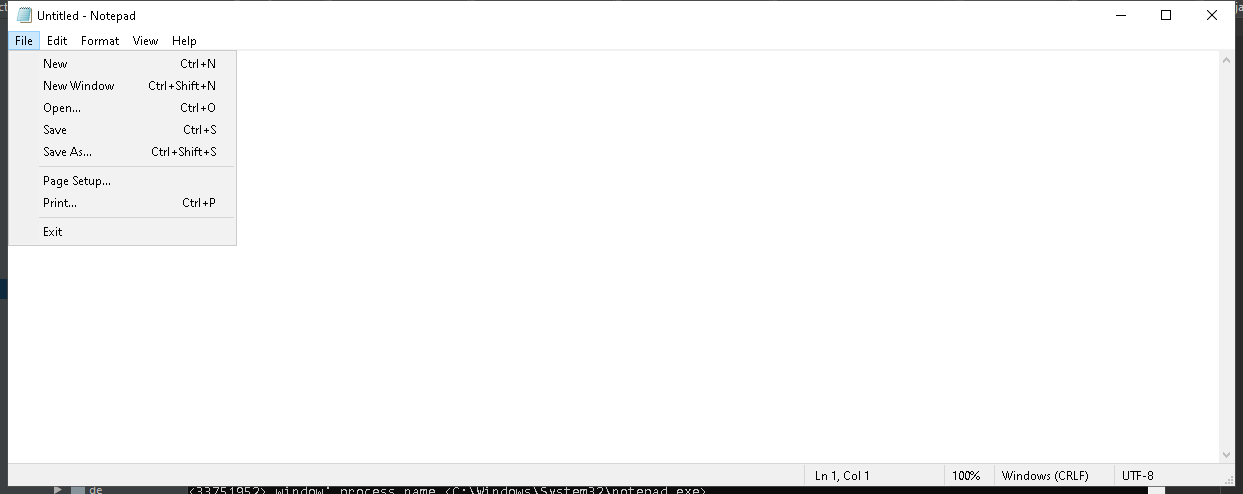 Untitled - Notepad
File Edit Format View Help
New Ctrl+N
New Window Ctrl+Shift+N
Open... Ctrl+O
Save Ctrl+S
Save As... Ctrl+Shift+S
Page Setup...
Print... Ctrl+P
Exit
Ln 1, Col 1 100% Windows (CRLF) UTF-8
de <33751952> window' process name <C:\Windows\System32\notepad.exe>